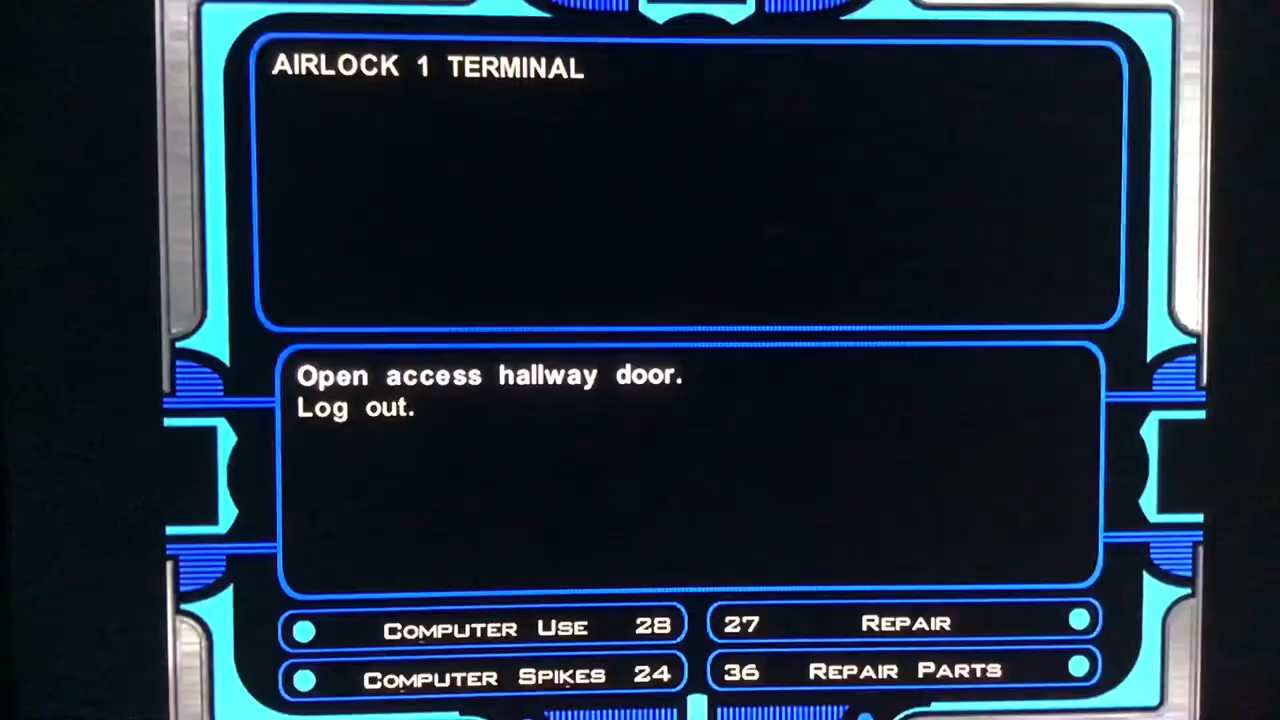 AIRLOCK 1 TERMINAL
Open access hallway door.
Log out.
COMPUTER USE 28
27 REPAIR
COMPUTER SPIKES 24
36 REPAIR PARTS